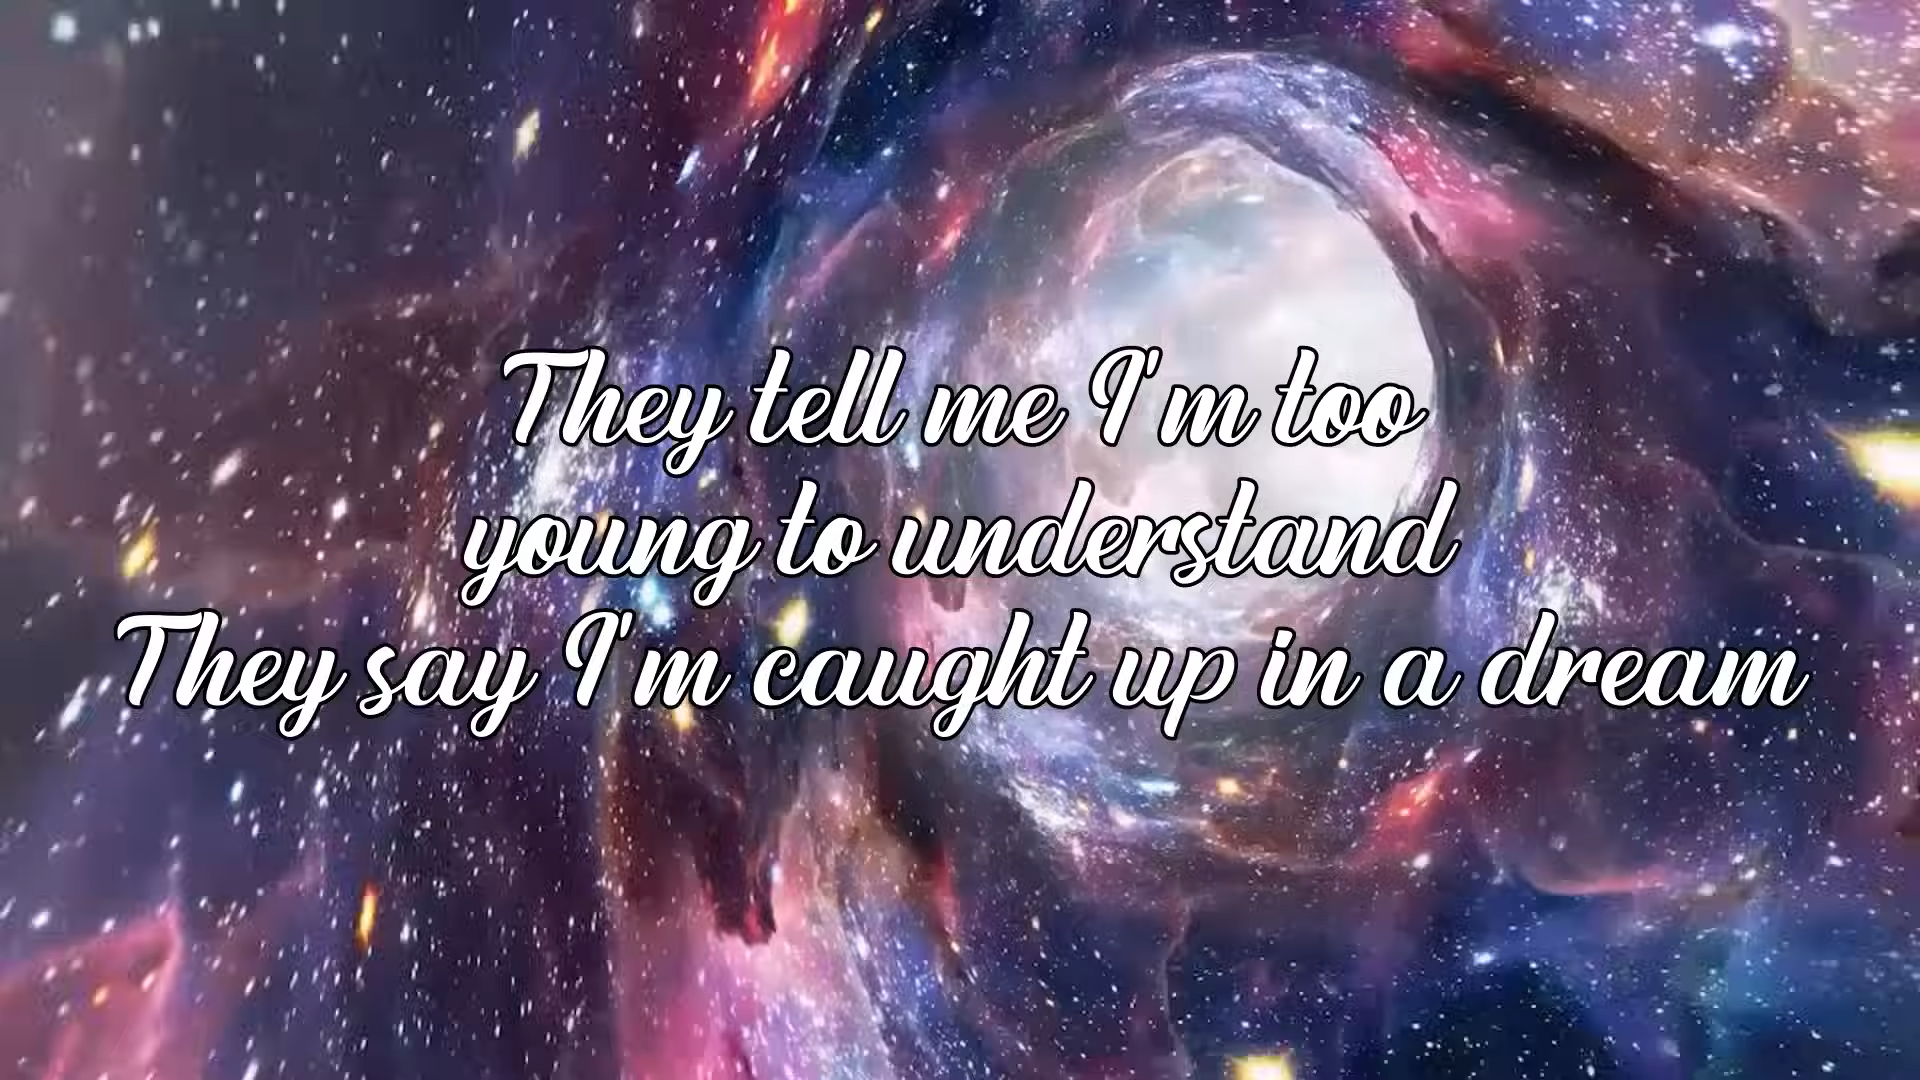 They tell me I'm too
young to understand
They say I'm caught up in a dream